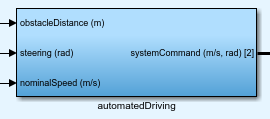 obstacleDistance (m)
steering (rad)
systemCommand (m/s, rad) [2]
nominalSpeed (m/s)
automatedDriving